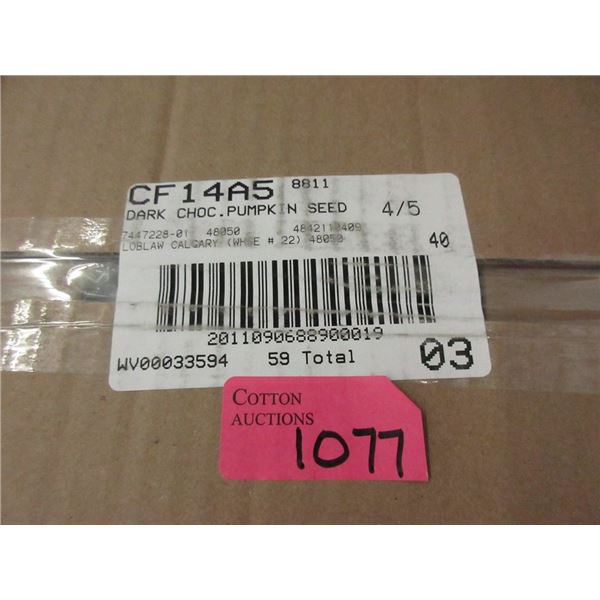 CF14A5 8811
DARK CHOC.PUMPKIN SEED 4/5
7447228-01 48050 4842110409
LOBLAW CALGARY (WHSE # 22) 48050 40
2011090688900019
WV00033594 59 Total 03
COTTON
AUCTIONS
1077